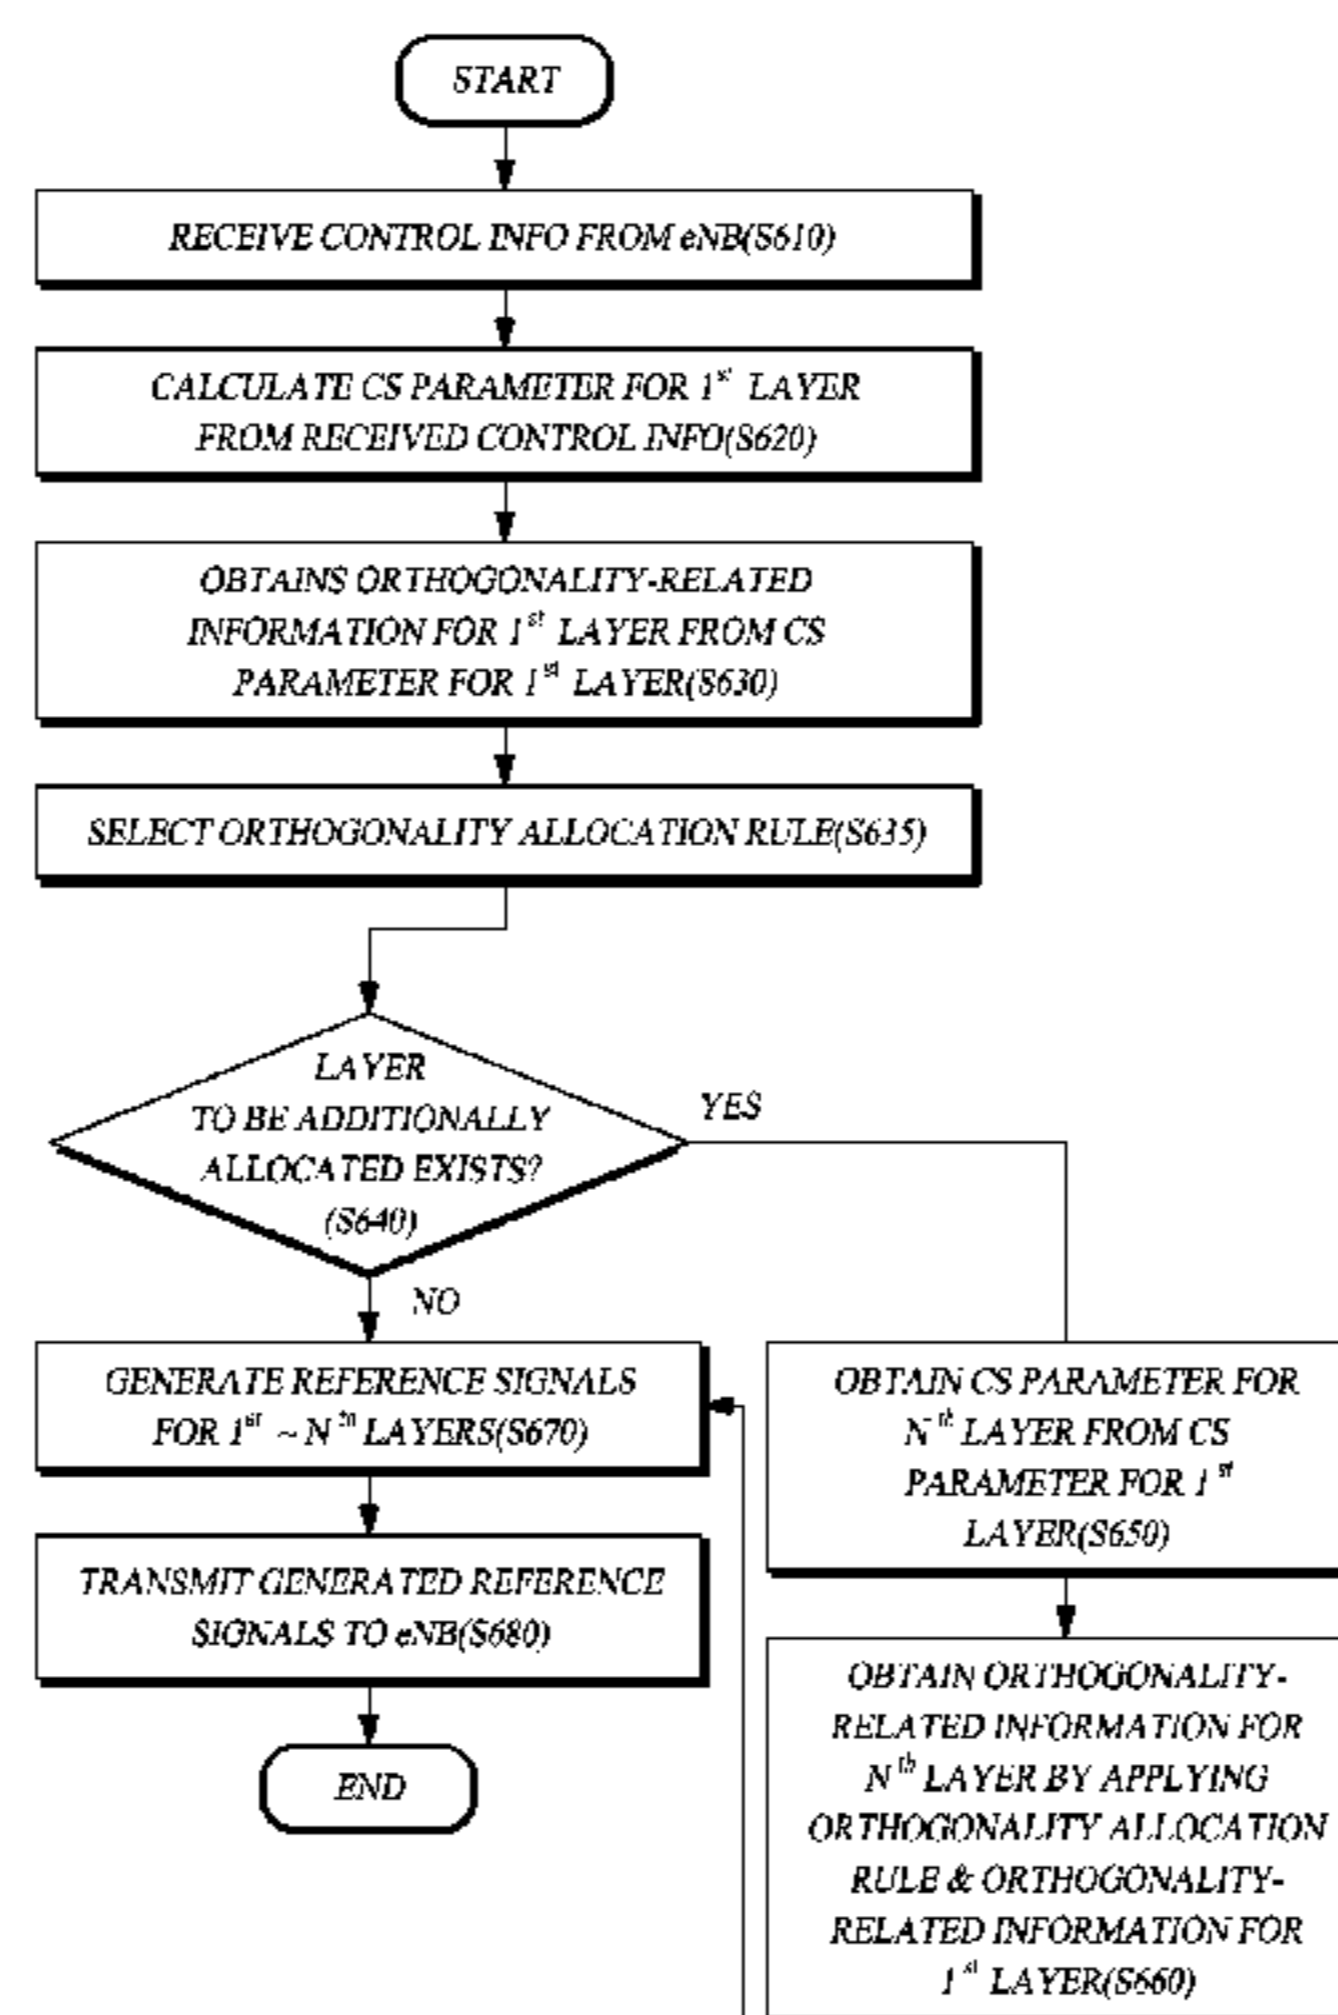 START
RECEIVE CONTROL INFO FROM eNB(S610)
CALCULATE CS PARAMETER FOR 1st LAYER
FROM RECEIVED CONTROL INFO(S620)
OBTAINS ORTHOGONALITY-RELATED
INFORMATION FOR 1st LAYER FROM CS
PARAMETER FOR 1st LAYER(S630)
SELECT ORTHOGONALITY ALLOCATION RULE(S635)
LAYER
TO BE ADDITIONALLY
ALLOCATED EXISTS?
(S640)
YES
NO
GENERATE REFERENCE SIGNALS
FOR 1st ~ Nth LAYERS(S670)
TRANSMIT GENERATED REFERENCE
SIGNALS TO eNB(S680)
END
OBTAIN CS PARAMETER FOR
Nth LAYER FROM CS
PARAMETER FOR 1st
LAYER(S650)
OBTAIN ORTHOGONALITY-
RELATED INFORMATION FOR
Nth LAYER BY APPLYING
ORTHOGONALITY ALLOCATION
RULE & ORTHOGONALITY-
RELATED INFORMATION FOR
1st LAYER(S660)